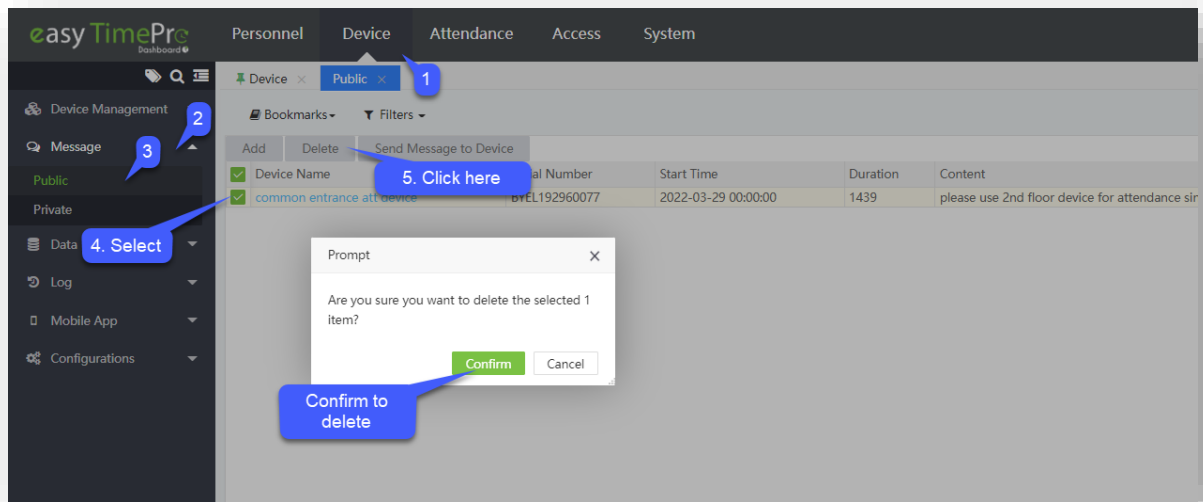 easy TimePro
Dashboard
Personnel Device Attendance Access System
Device × Public ×
1
Device Management
Bookmarks Filters
2
Message
3
Add Delete Send Message to Device
5. Click here
Device Name al Number Start Time Duration Content
Public
common entrance att device BYEL192960077 2022-03-29 00:00:00 1439 please use 2nd floor device for attendance sin
Private
Data
4. Select
Prompt
Log
Are you sure you want to delete the selected 1
item?
Mobile App
Configurations
Confirm Cancel
Confirm to
delete